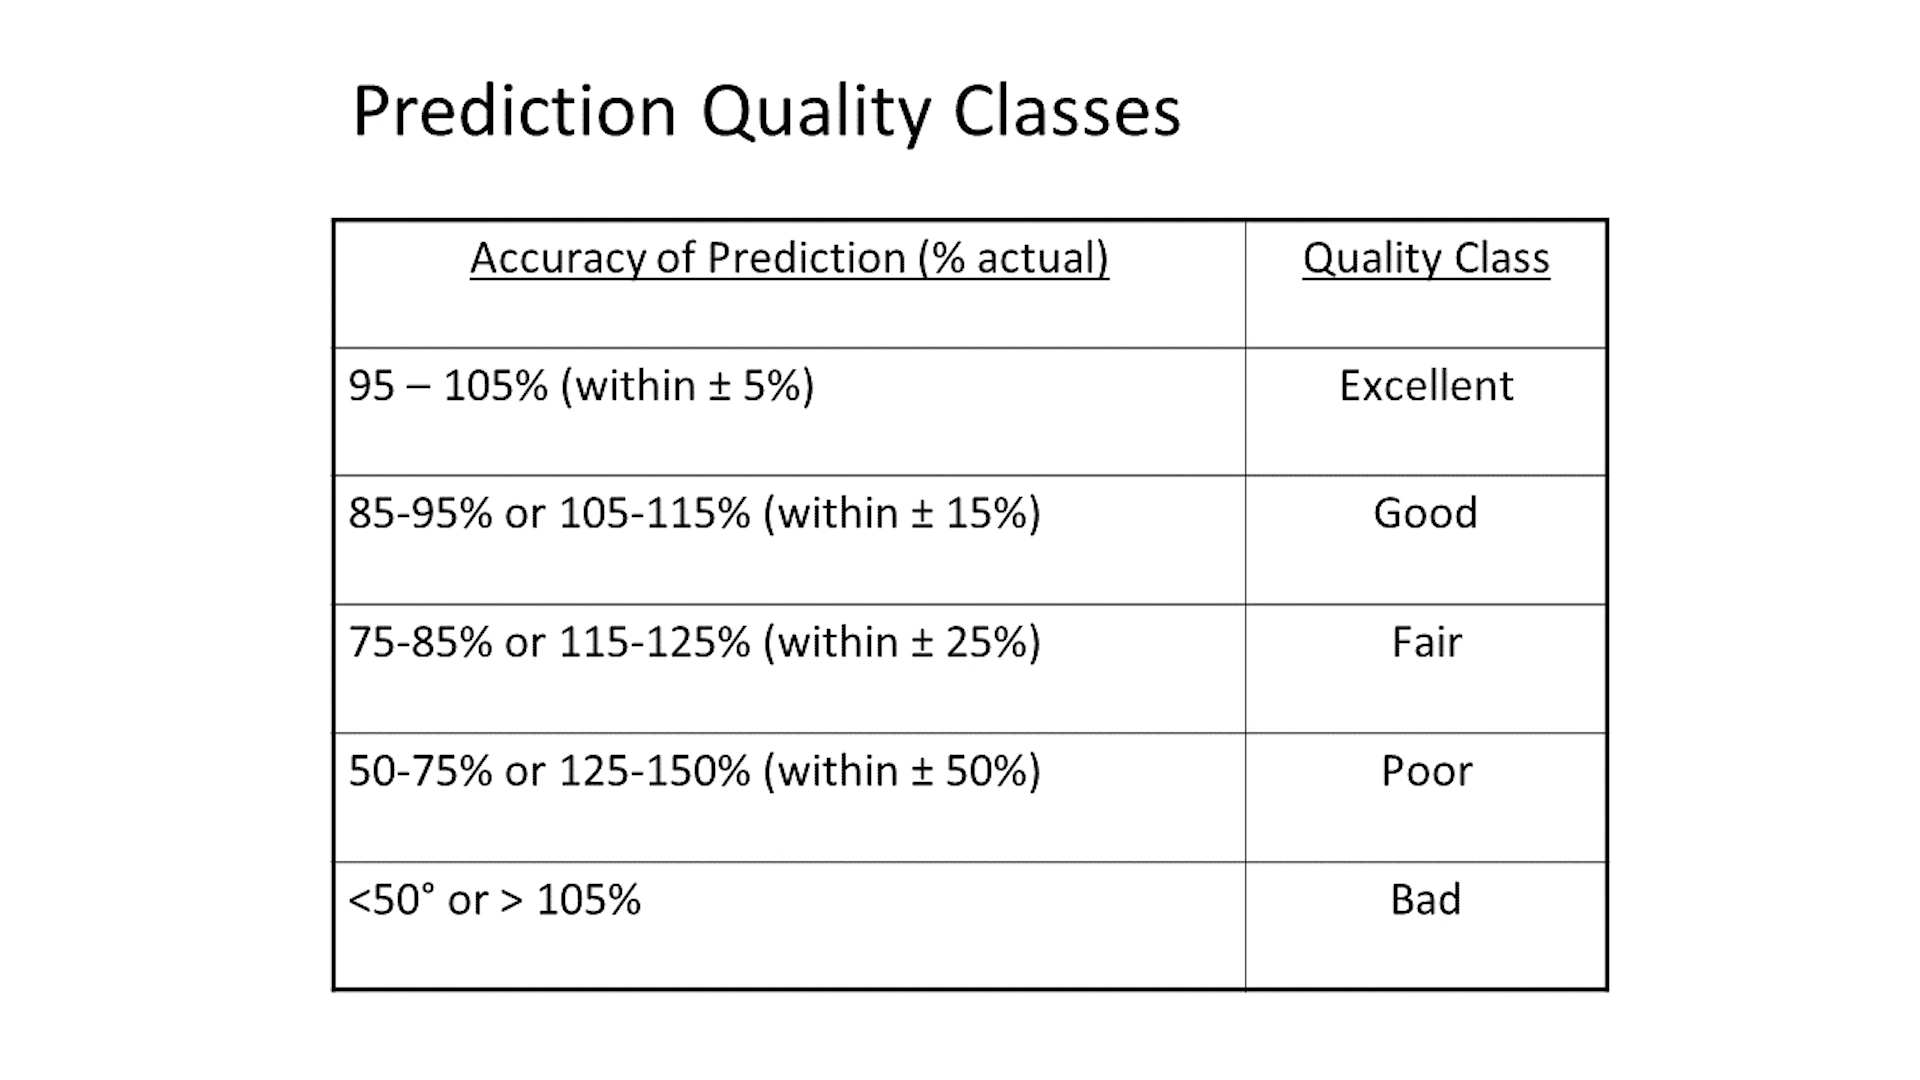 Prediction Quality Classes
Accuracy of Prediction (% actual) Quality Class
95 – 105% (within ± 5%) Excellent
85-95% or 105-115% (within ± 15%) Good
75-85% or 115-125% (within ± 25%) Fair
50-75% or 125-150% (within ± 50%) Poor
<50° or > 105% Bad